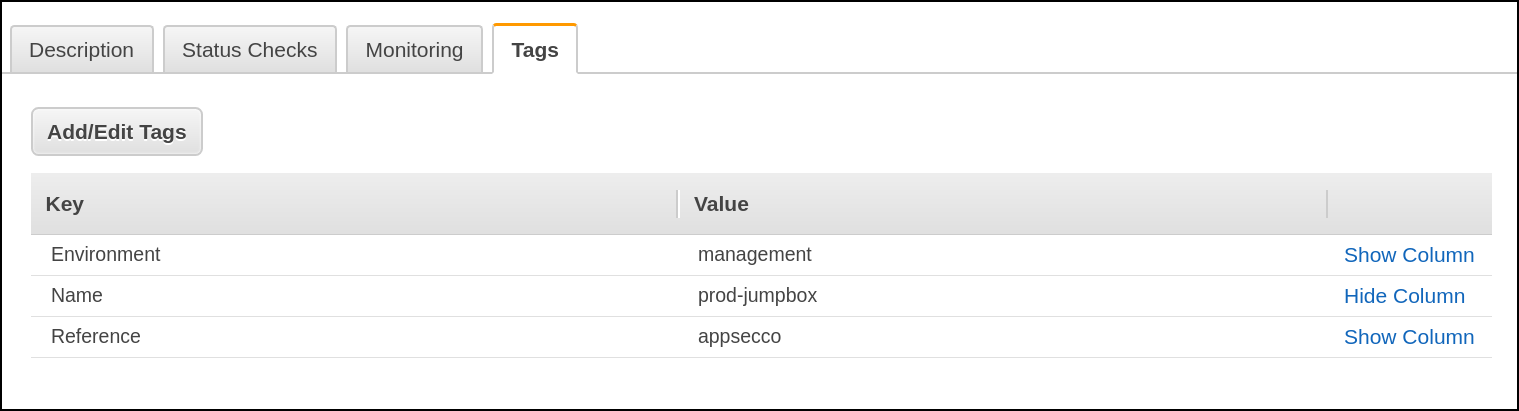 Description Status Checks Monitoring Tags
Add/Edit Tags
Key Value
Environment management Show Column
Name prod-jumpbox Hide Column
Reference appsecco Show Column